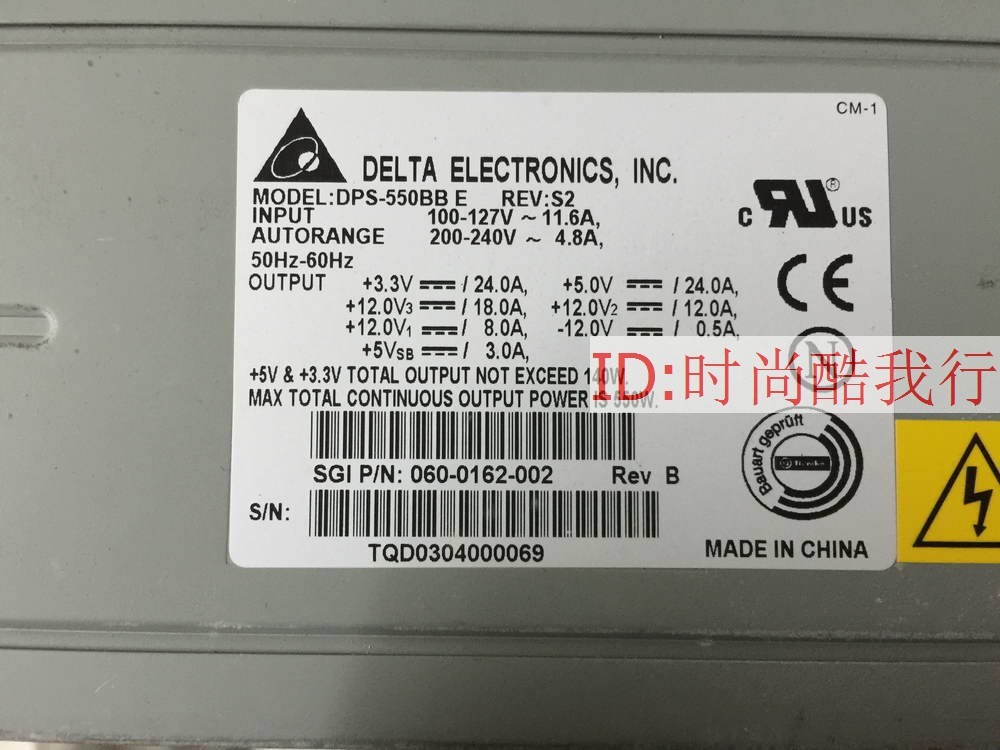 CM-1
DELTA ELECTRONICS, INC.
MODEL:DPS-550BB E REV:S2
INPUT 100-127V ~ 11.6A,
AUTORANGE 200-240V ~ 4.8A,
50Hz-60Hz
OUTPUT +3.3V / 24.0A, +5.0V / 24.0A,
+12.0V3 / 18.0A, +12.0V2 / 12.0A,
+12.0V1 / 8.0A, -12.0V / 0.5A.
+5VSB / 3.0A,
+5V & +3.3V TOTAL OUTPUT NOT EXCEED 140W.
MAX TOTAL CONTINUOUS OUTPUT POWER IS 550W.
SGI P/N: 060-0162-002 Rev B
S/N:
TQD0304000069
C RU ® US
CE
N
ID:时尚酷我行
Bauart geprüft
MADE IN CHINA